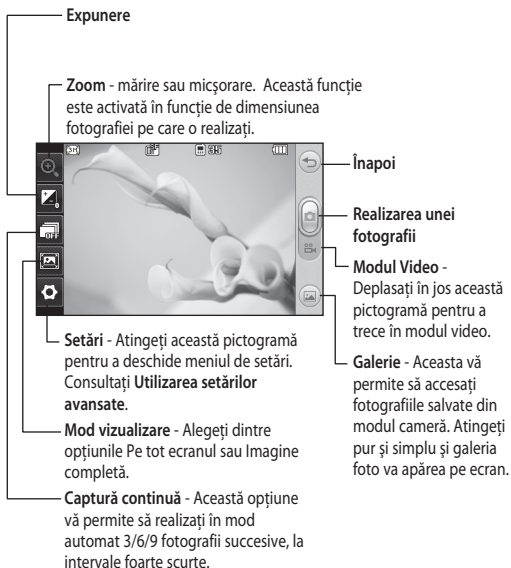 Expunere
Zoom - mărire sau micşorare. Această funcţie
este activată în funcţie de dimensiunea
fotografiei pe care o realizaţi.
Înapoi
Realizarea unei
fotografii
Modul Video -
Deplasaţi în jos această
pictogramă pentru a
trece în modul video.
Galerie - Aceasta vă
permite să accesaţi
fotografiile salvate din
modul cameră. Atingeţi
pur şi simplu şi galeria
foto va apărea pe ecran.
3M
OFF
Setări - Atingeţi această pictogramă
pentru a deschide meniul de setări.
Consultaţi Utilizarea setărilor
avansate.
Mod vizualizare - Alegeţi dintre
opţiunile Pe tot ecranul sau Imagine
completă.
Captură continuă - Această opţiune
vă permite să realizaţi în mod
automat 3/6/9 fotografii succesive, la
intervale foarte scurte.